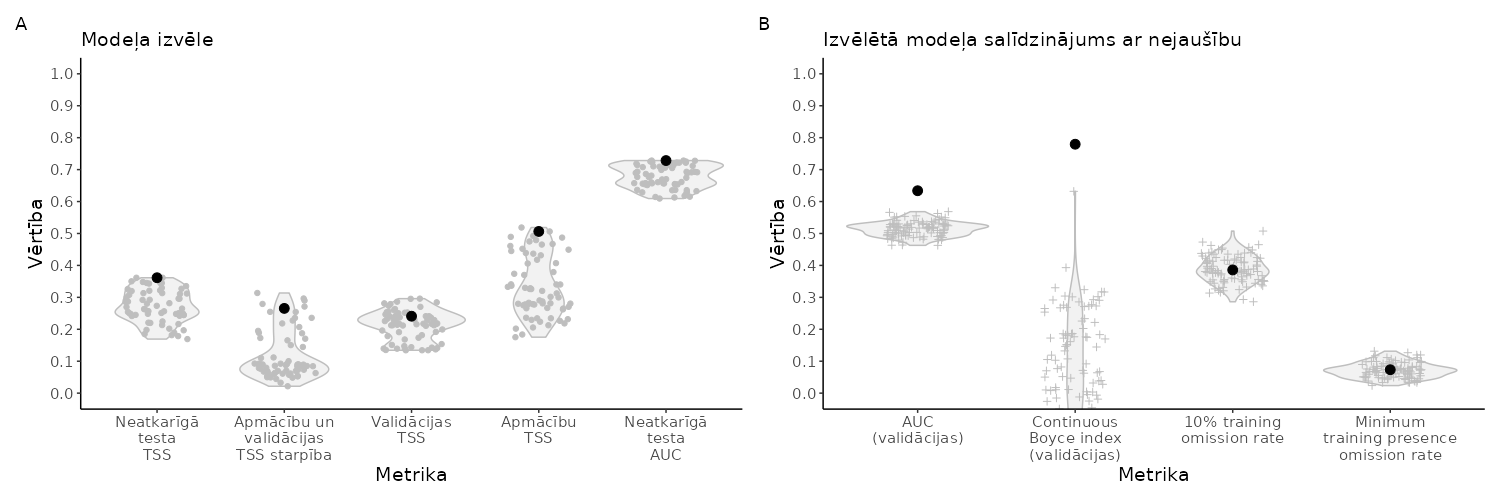 A
Modeļa izvēle
Vērtība
1.0
0.9
0.8
0.7
0.6
0.5
0.4
0.3
0.2
0.1
0.0
Neatkarīgā
testa
TSS
Apmācību un
validācijas
TSS starpība
Validācijas
TSS
Apmācību
TSS
Neatkarīgā
testa
AUC
Metrika
B
Izvēlētā modeļa salīdzinājums ar nejaušību
Vērtība
1.0
0.9
0.8
0.7
0.6
0.5
0.4
0.3
0.2
0.1
0.0
AUC
(validācijas)
Continuous
Boyce index
(validācijas)
10% training
omission rate
Minimum
training presence
omission rate
Metrika